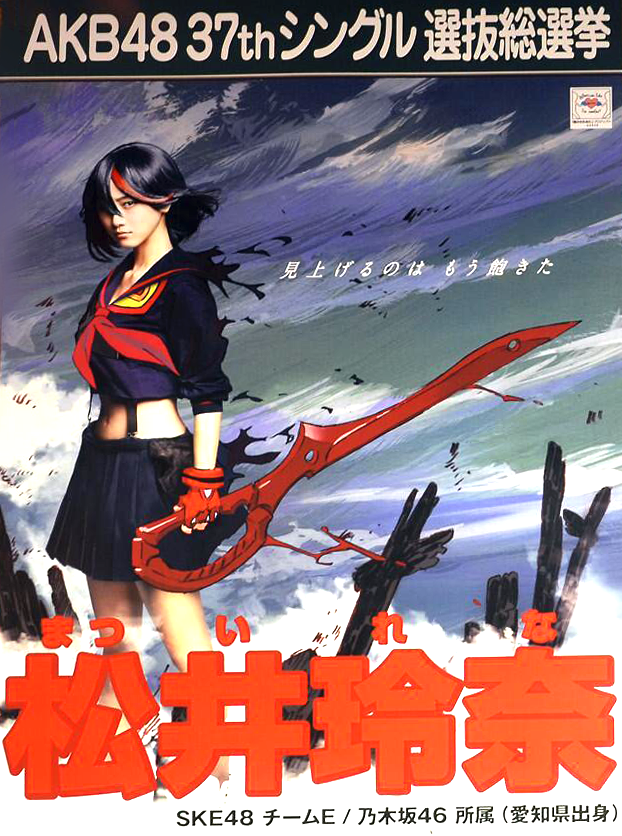 AKB48 37thシングル 選抜総選挙
見上げるのは もう飽きた
まつ い れ な
松井玲奈
SKE48 チームE / 乃木坂46 所属 (愛知県出身)